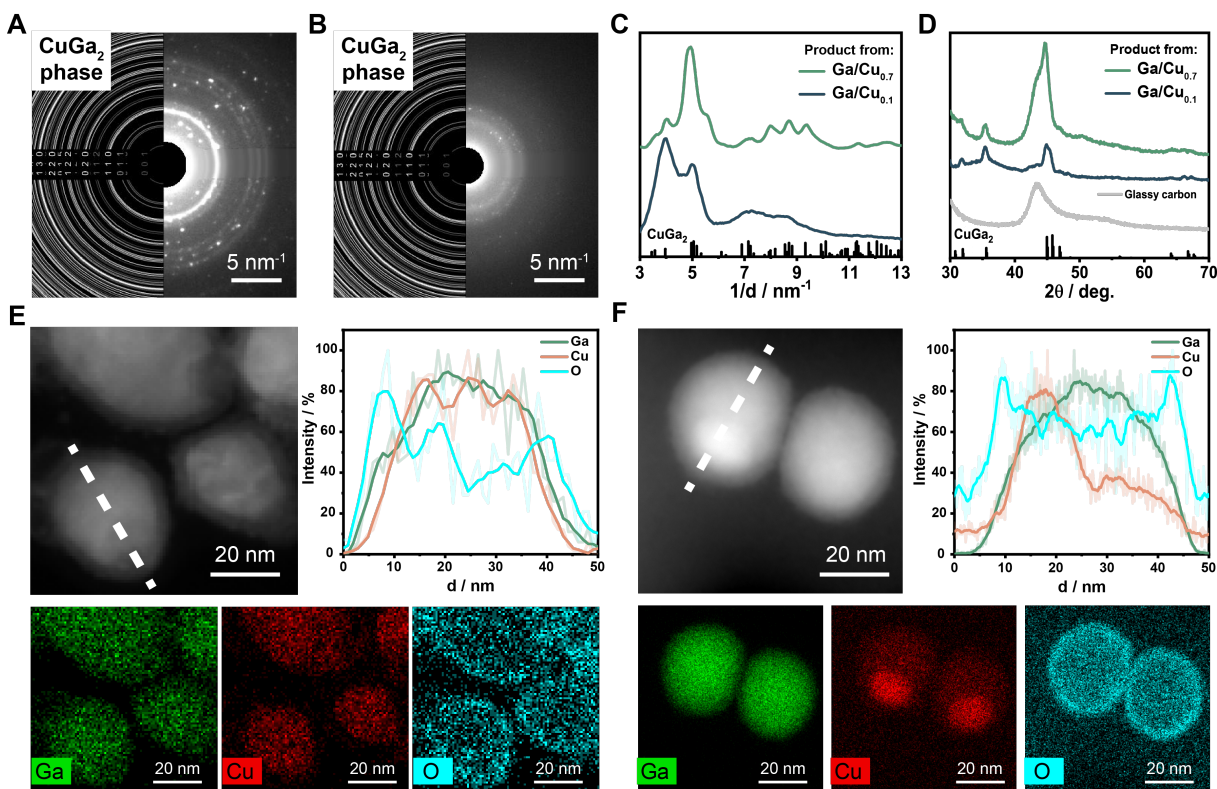 A
CuGa2
phase
5 nm-1
B
CuGa2
phase
5 nm-1
C
Product from:
Ga/Cu0.7
Ga/Cu0.1
CuGa2
3 5 7 9 11 13
1/d / nm-1
D
Product from:
Ga/Cu0.7
Ga/Cu0.1
Glassy carbon
CuGa2
30 40 50 60 70
2θ / deg.
E
20 nm
Ga
Cu
O
100
80
60
40
20
0
Intensity / %
0 10 20 30 40 50
d / nm
Ga
20 nm
Cu
20 nm
O
20 nm
F
20 nm
Ga
Cu
O
100
80
60
40
20
0
Intensity / %
0 10 20 30 40 50
d / nm
Ga
20 nm
Cu
20 nm
O
20 nm